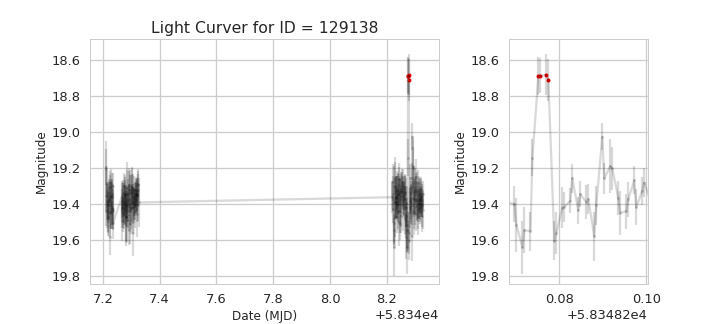 Light Curver for ID = 129138
Magnitude
18.6
18.8
19.0
19.2
19.4
19.6
19.8
7.2 7.4 7.6 7.8 8.0 8.2
Date (MJD)
+5.834e4
Magnitude
18.6
18.8
19.0
19.2
19.4
19.6
19.8
0.08 0.10
+5.83482e4